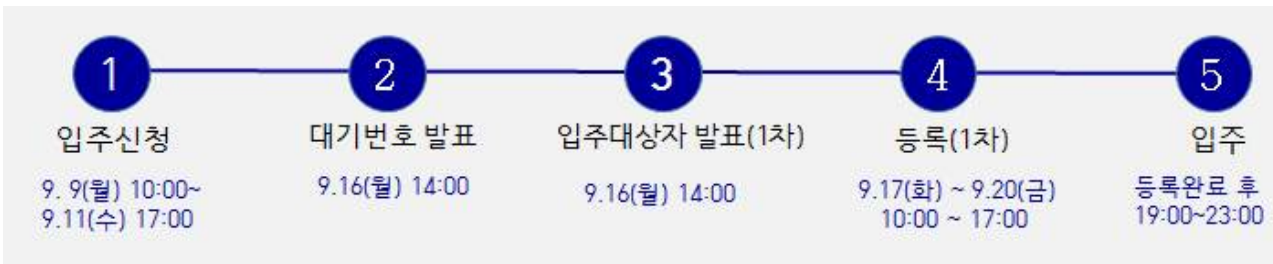 1
입주신청
9. 9(월) 10:00~
9.11(수) 17:00
2
대기번호 발표
9.16(월) 14:00
3
입주대상자 발표(1차)
9.16(월) 14:00
4
등록(1차)
9.17(화) ~ 9.20(금)
10:00 ~ 17:00
5
입주
등록완료 후
19:00~23:00